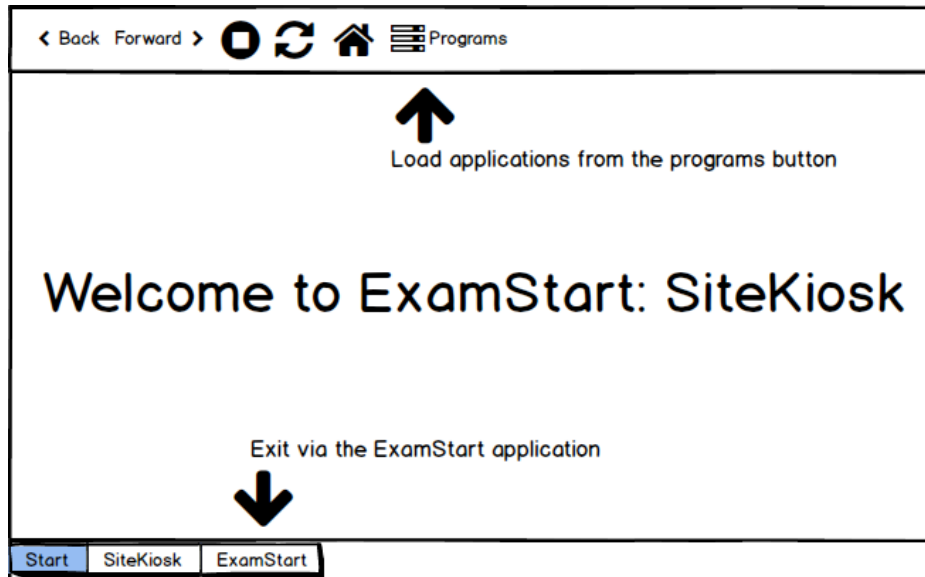 Back Forward Programs
Load applications from the programs button
Welcome to ExamStart: SiteKiosk
Exit via the ExamStart application
Start SiteKiosk ExamStart